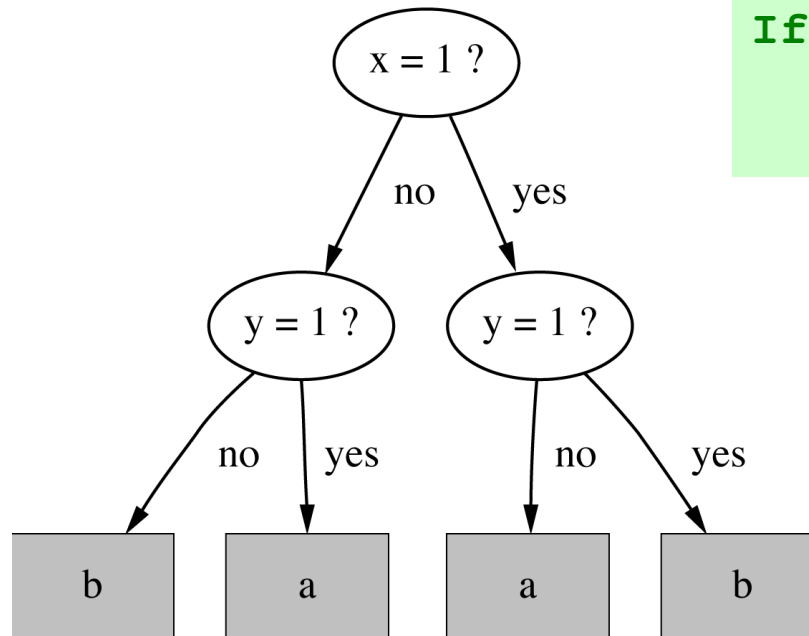 If
x = 1 ?
no yes
y = 1 ? y = 1 ?
no yes no yes
b a a b